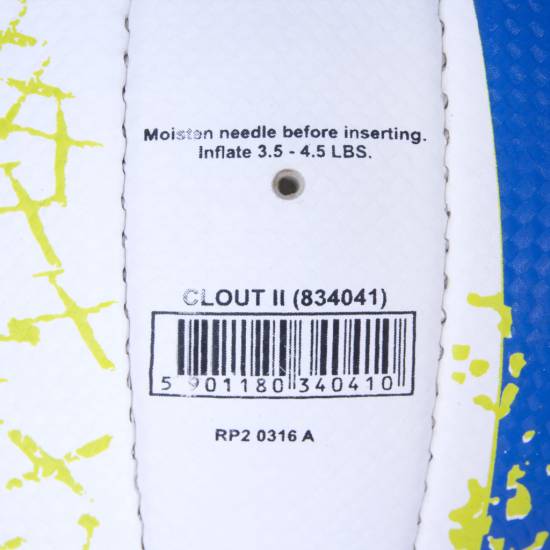 Moisten needle before inserting.
Inflate 3.5 - 4.5 LBS.
CLOUT II (834041)
5 901180 340410
RP2 0316 A